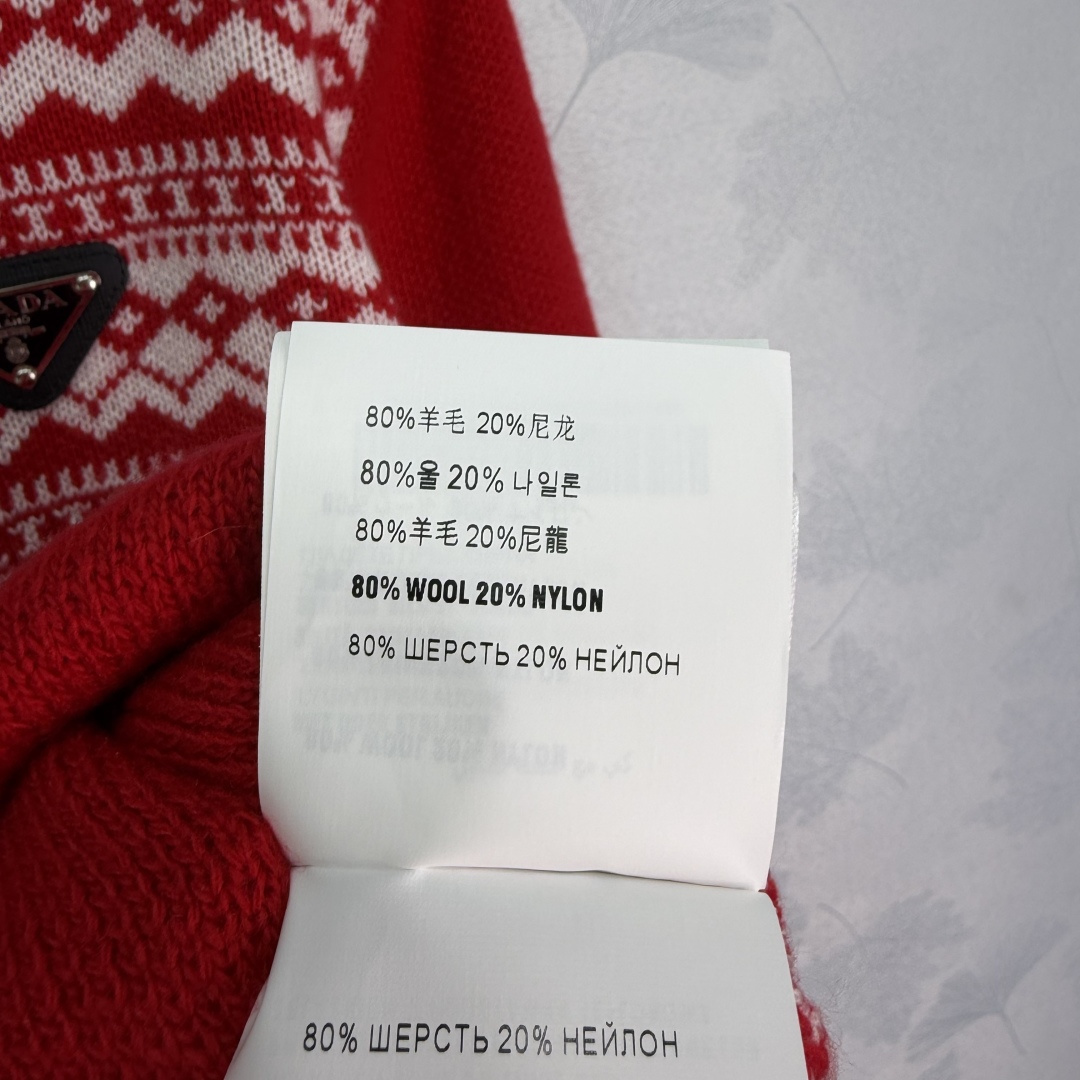 80%羊毛 20%尼龙
80%울 20% 나일론
80%羊毛 20%尼龍
80% WOOL 20% NYLON
80% ШЕРСТЬ 20% НЕЙЛОН
80% ШЕРСТЬ 20% НЕЙЛОН